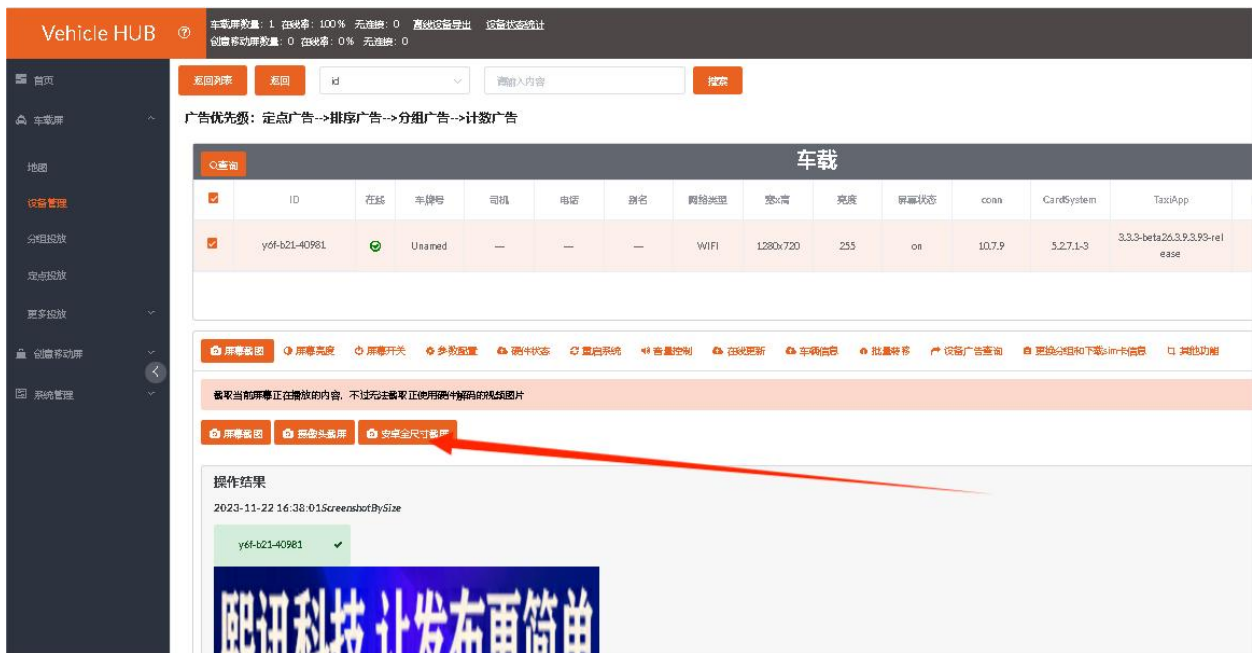 Vehicle HUB
车载屏数量: 1 在线率: 100% 无连接: 0 离线设备导出 设备状态统计
创意移动屏数量: 0 在线率: 0% 无连接: 0
首页
车载屏
地图
设备管理
分组投放
定点投放
更多投放
创意移动屏
系统管理
返回列表 返回 id 请输入内容 搜索
广告优先级: 定点广告-->排序广告-->分组广告-->计数广告
查询 车载
ID 在线 车牌号 司机 电话 别名 网络类型 宽x高 亮度 屏幕状态 conn CardSystem TaxiApp
y6f-b21-40981 Unamed — — — WIFI 1280x720 255 on 10.7.9 5.2.7.1-3 3.3.3-beta26.3.9.3.93-rel
ease
屏幕截图 屏幕亮度 屏幕开关 参数配置 硬件状态 重启系统 音量控制 在线更新 车辆信息 批量转移 设备广告查询 更换分组和下载sim卡信息 其他功能
截取当前屏幕正在播放的内容, 不过无法截取正使用硬件解码的视频图片
屏幕截图 摄像头截屏 安卓全尺寸截屏
操作结果
2023-11-22 16:38:01ScreenshotBySize
y6f-b21-40981
熙讯科技 让发布更简单